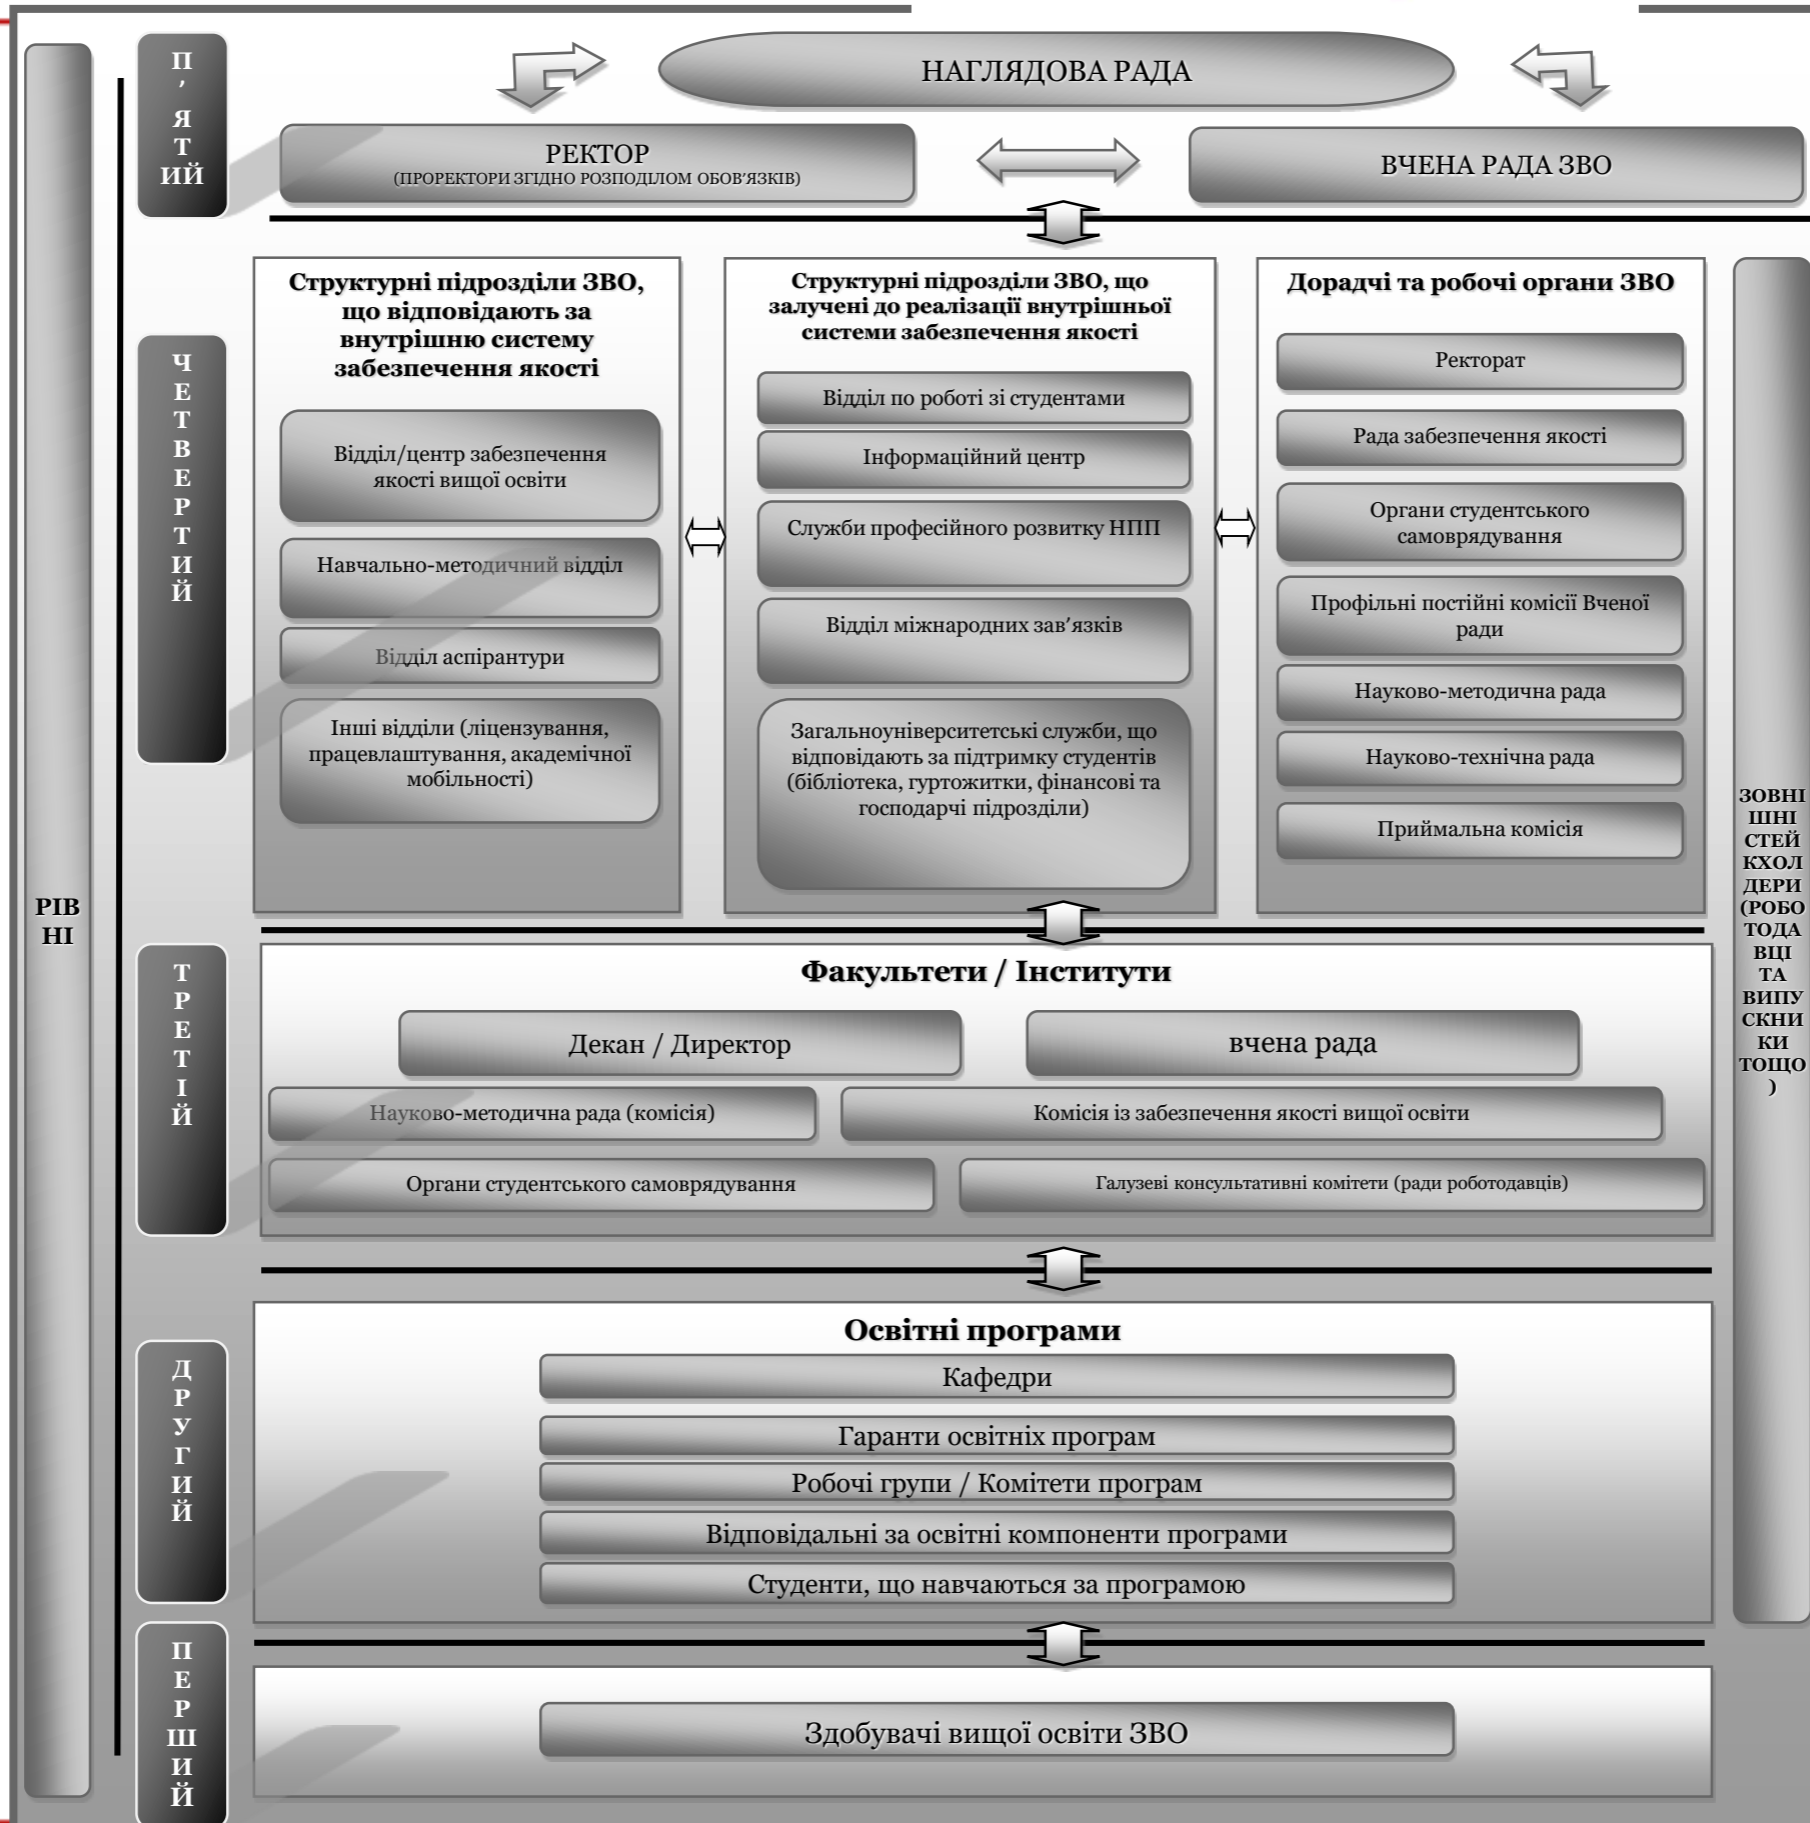 П
’
Я
Т
ИЙ
НАГЛЯДОВА РАДА
РЕКТОР
(ПРОРЕКТОРИ ЗГІДНО РОЗПОДІЛОМ ОБОВ’ЯЗКІВ)
ВЧЕНА РАДА ЗВО
РІВ
НІ
Ч
Е
Т
В
Е
Р
Т
И
Й
Структурні підрозділи ЗВО,
що відповідають за
внутрішню систему
забезпечення якості
Відділ/центр забезпечення
якості вищої освіти
Навчально-методичний відділ
Відділ аспірантури
Інші відділи (ліцензування,
працевлаштування, академічної
мобільності)
Структурні підрозділи ЗВО, що
залучені до реалізації внутрішньої
системи забезпечення якості
Відділ по роботі зі студентами
Інформаційний центр
Служби професійного розвитку НПП
Відділ міжнародних зав’язків
Загальноуніверситетські служби, що
відповідають за підтримку студентів
(бібліотека, гуртожитки, фінансові та
господарчі підрозділи)
Дорадчі та робочі органи ЗВО
Ректорат
Рада забезпечення якості
Органи студентського
самоврядування
Профільні постійні комісії Вченої
ради
Науково-методична рада
Науково-технічна рада
Приймальна комісія
ЗОВНІ
ШНІ
СТЕЙ
КХОЛ
ДЕРИ
(РОБО
ТОДА
ВЦІ
ТА
ВИПУ
СКНИ
КИ
ТОЩО
)
Т
Р
Е
Т
І
Й
Факультети / Інститути
Декан / Директор
вчена рада
Науково-методична рада (комісія)
Комісія із забезпечення якості вищої освіти
Органи студентського самоврядування
Галузеві консультативні комітети (ради роботодавців)
Д
Р
У
Г
И
Й
Освітні програми
Кафедри
Гаранти освітніх програм
Робочі групи / Комітети програм
Відповідальні за освітні компоненти програми
Студенти, що навчаються за програмою
П
Е
Р
Ш
И
Й
Здобувачі вищої освіти ЗВО